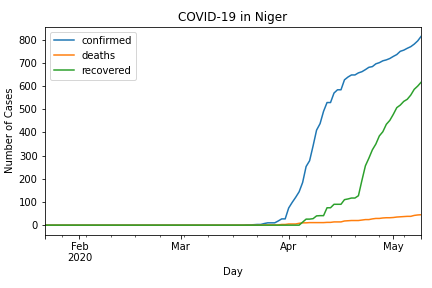 COVID-19 in Niger
confirmed
deaths
recovered
Number of Cases
800
700
600
500
400
300
200
100
0
Feb
2020
Mar
Apr
May
Day